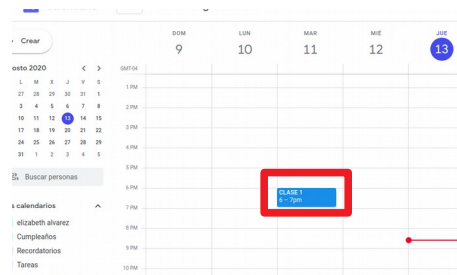 Crear
osto 2020 < >
L M X J V S
27 28 29 30 31 1
3 4 5 6 7 8
10 11 12 13 14 15
17 18 19 20 21 22
24 25 26 27 28 29
31 1 2 3 4 5
Buscar personas
s calendarios
elizabeth alvarez
Cumpleaños
Recordatorios
Tareas
DOM LUN MAR MIÉ JUE
9 10 11 12 13
GMT-04
1 PM
2 PM
3 PM
4 PM
5 PM
6 PM
CLASE 1
6 – 7pm
7 PM
8 PM
9 PM
10 PM